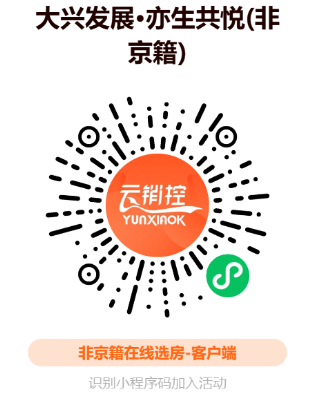 大兴发展·亦生共悦(非
京籍)
云销控
YUNXIAOK
非京籍在线选房-客户端
识别小程序码加入活动